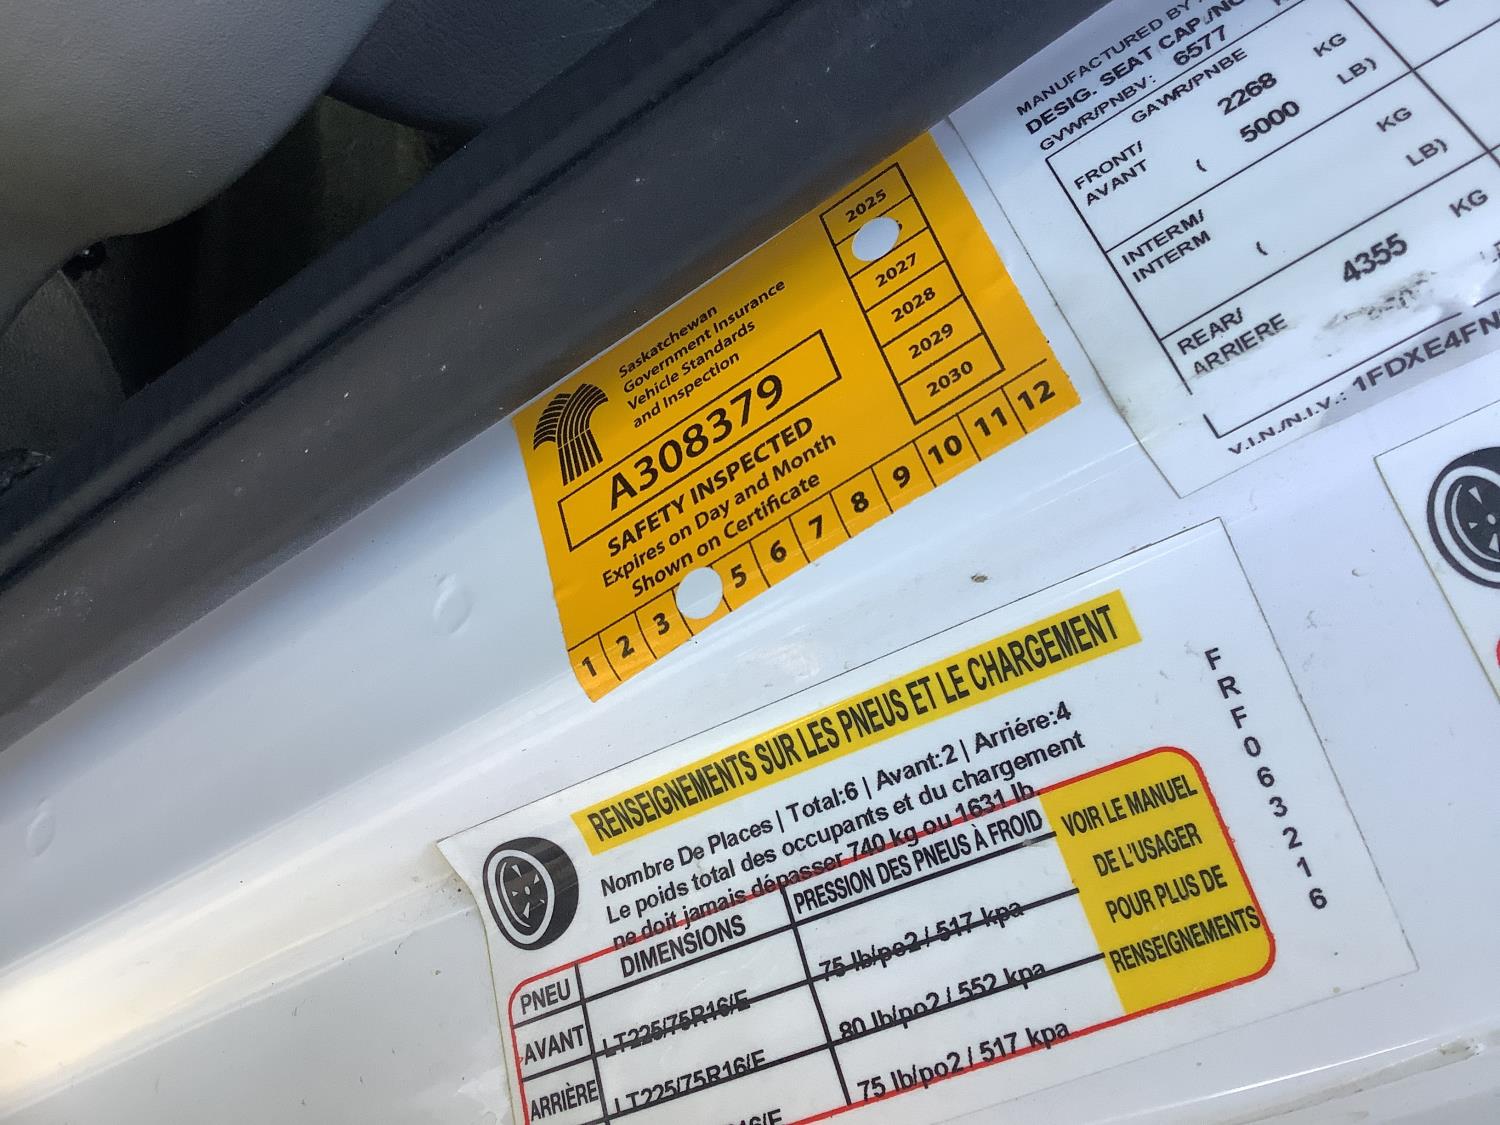 MANUFACTURED BY
DESIG. SEAT CAP./NO
GVWR/PNBV: 6577
GAWR/PNBE
FRONT/
AVANT
2268 KG
( 5000 LB)
INTERM/
INTERM
KG
( LB)
REAR/
ARRIERE
4355 KG
V.I.N./N.I.V.: 1FDXE4FN
Saskatchewan
Government Insurance
Vehicle Standards
and Inspection
A308379
SAFETY INSPECTED
Expires on Day and Month
Shown on Certificate
2025
2027
2028
2029
2030
1 2 3 5 6 7 8 9 10 11 12
RENSEIGNEMENTS SUR LES PNEUS ET LE CHARGEMENT
Nombre De Places | Total:6 | Avant:2 | Arriére:4
Le poids total des occupants et du chargement
ne doit jamais dépasser 740 kg ou 1631 lb.
PNEU DIMENSIONS PRESSION DES PNEUS À FROID
AVANT LT225/75R16/E 75 lb/po2 / 517 kpa
ARRIÈRE LT225/75R16/E 80 lb/po2 / 552 kpa
75 lb/po2 / 517 kpa
VOIR LE MANUEL
DE L'USAGER
POUR PLUS DE
RENSEIGNEMENTS
FRF063216